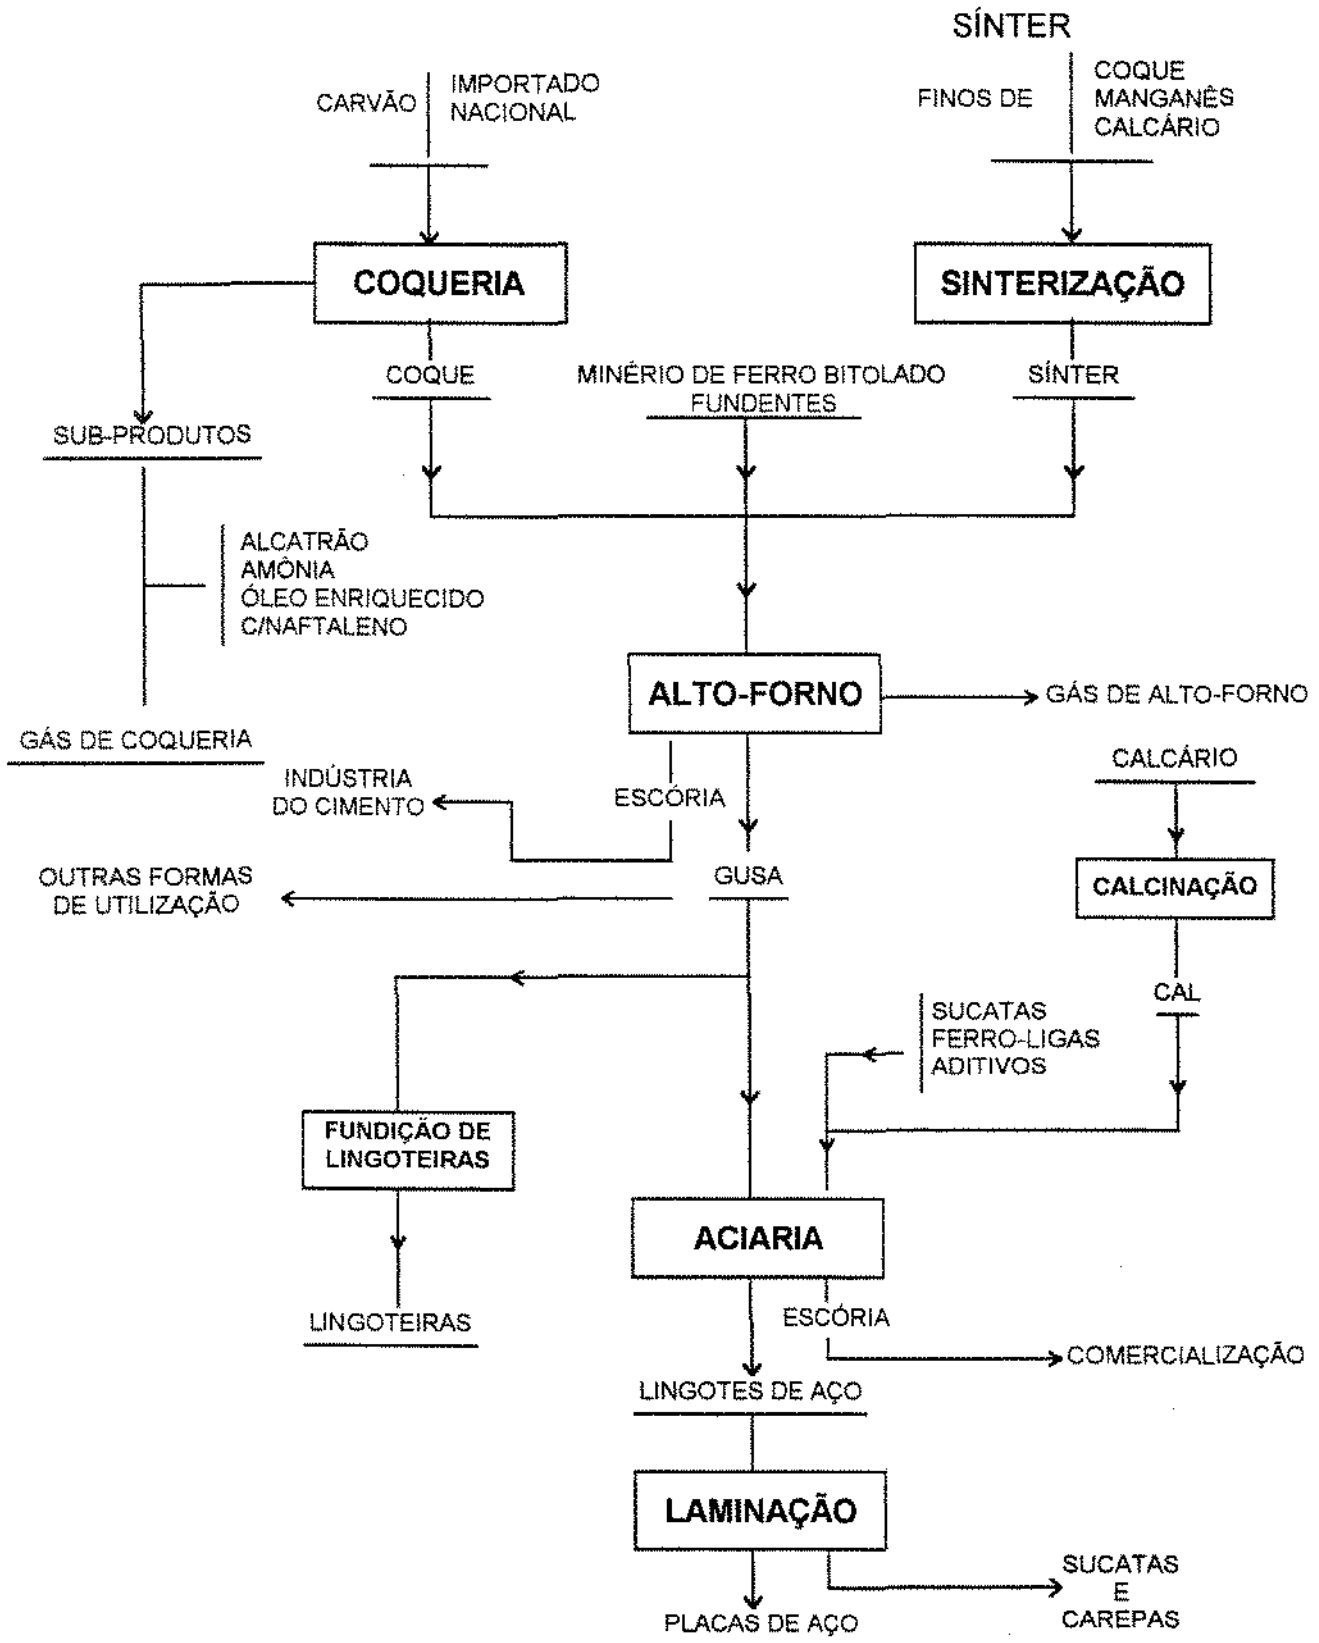 SÍNTER
CARVÃO
IMPORTADO
NACIONAL
FINOS DE
COQUE
MANGANÊS
CALCÁRIO
COQUERIA
SINTERIZAÇÃO
COQUE
MINÉRIO DE FERRO BITOLADO
FUNDENTES
SÍNTER
SUB-PRODUTOS
ALCATRÃO
AMÔNIA
ÓLEO ENRIQUECIDO
C/NAFTALENO
ALTO-FORNO
GÁS DE ALTO-FORNO
GÁS DE COQUERIA
INDÚSTRIA
DO CIMENTO
ESCÓRIA
CALCÁRIO
OUTRAS FORMAS
DE UTILIZAÇÃO
GUSA
CALCINAÇÃO
CAL
SUCATAS
FERRO-LIGAS
ADITIVOS
FUNDIÇÃO DE
LINGOTEIRAS
ACIARIA
LINGOTEIRAS
ESCÓRIA
COMERCIALIZAÇÃO
LINGOTES DE AÇO
LAMINAÇÃO
SUCATAS
E
CAREPAS
PLACAS DE AÇO